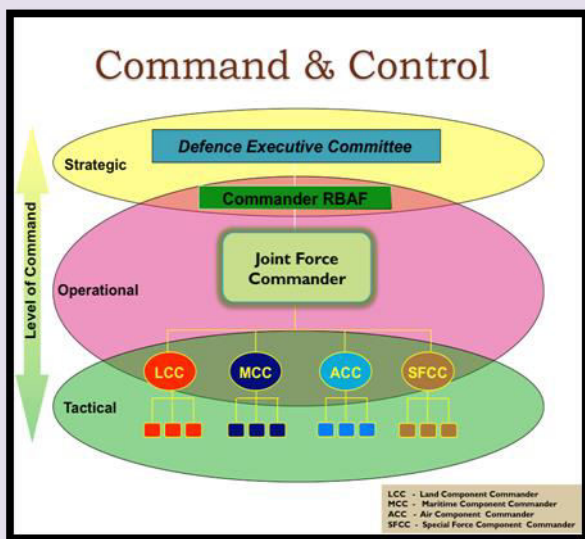 Command & Control
Defence Executive Committee
Strategic
Commander RBAF
Joint Force
Commander
Level of Command
Operational
LCC MCC ACC SFCC
Tactical
LCC - Land Component Commander
MCC - Maritime Component Commander
ACC - Air Component Commander
SFCC - Special Force Component Commander